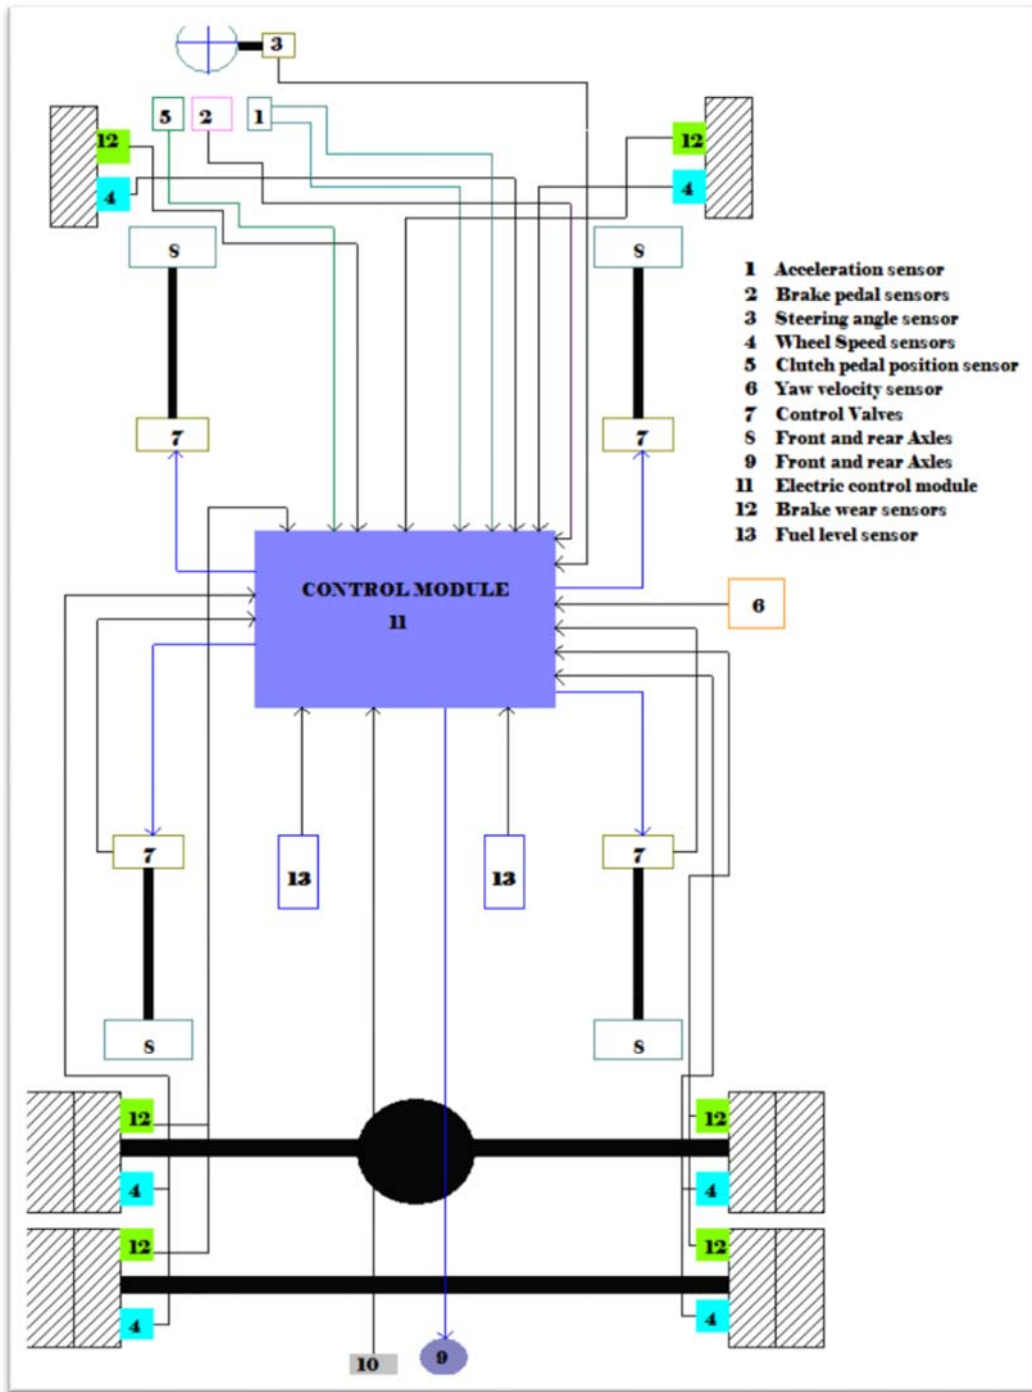 3
5 2 1
12 12
4 4
8 8
1 Acceleration sensor
2 Brake pedal sensors
3 Steering angle sensor
4 Wheel Speed sensors
5 Clutch pedal position sensor
6 Yaw velocity sensor
7 Control Valves
8 Front and rear Axles
9 Front and rear Axles
11 Electric control module
12 Brake wear sensors
13 Fuel level sensor
7 7
CONTROL MODULE
11
6
7 7
13 13
8 8
12 12
4 4
12 12
4 4
10 9